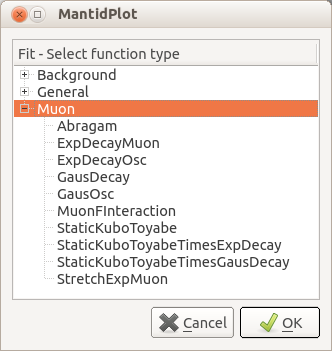 MantidPlot
Fit - Select function type
Background
General
Muon
Abragam
ExpDecayMuon
ExpDecayOsc
GausDecay
GausOsc
MuonFInteraction
StaticKuboToyabe
StaticKuboToyabeTimesExpDecay
StaticKuboToyabeTimesGausDecay
StretchExpMuon
Cancel
OK